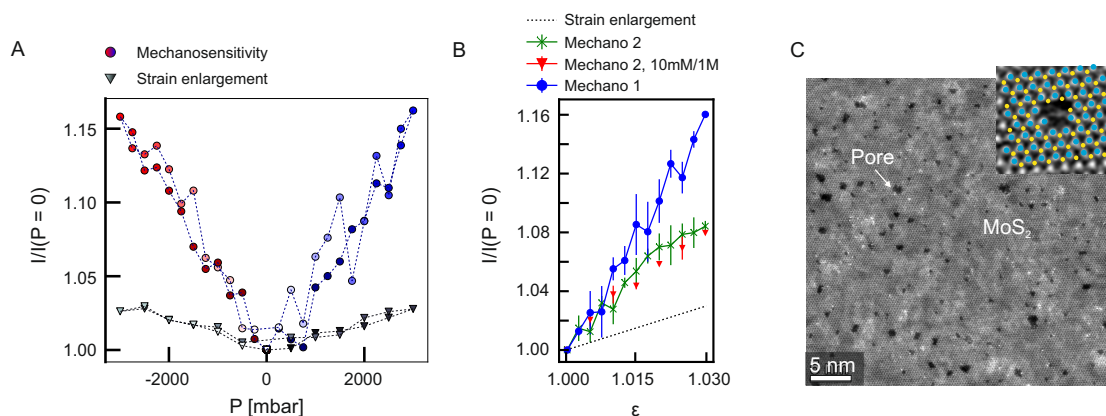 A
Mechanosensitivity
Strain enlargement
I/I(P = 0)
1.15
1.10
1.05
1.00
-2000
0
2000
P [mbar]
B
Strain enlargement
Mechano 2
Mechano 2, 10mM/1M
Mechano 1
I/I(P = 0)
1.16
1.12
1.08
1.04
1.00
1.000
1.015
1.030
ε
C
Pore
MoS₂
5 nm